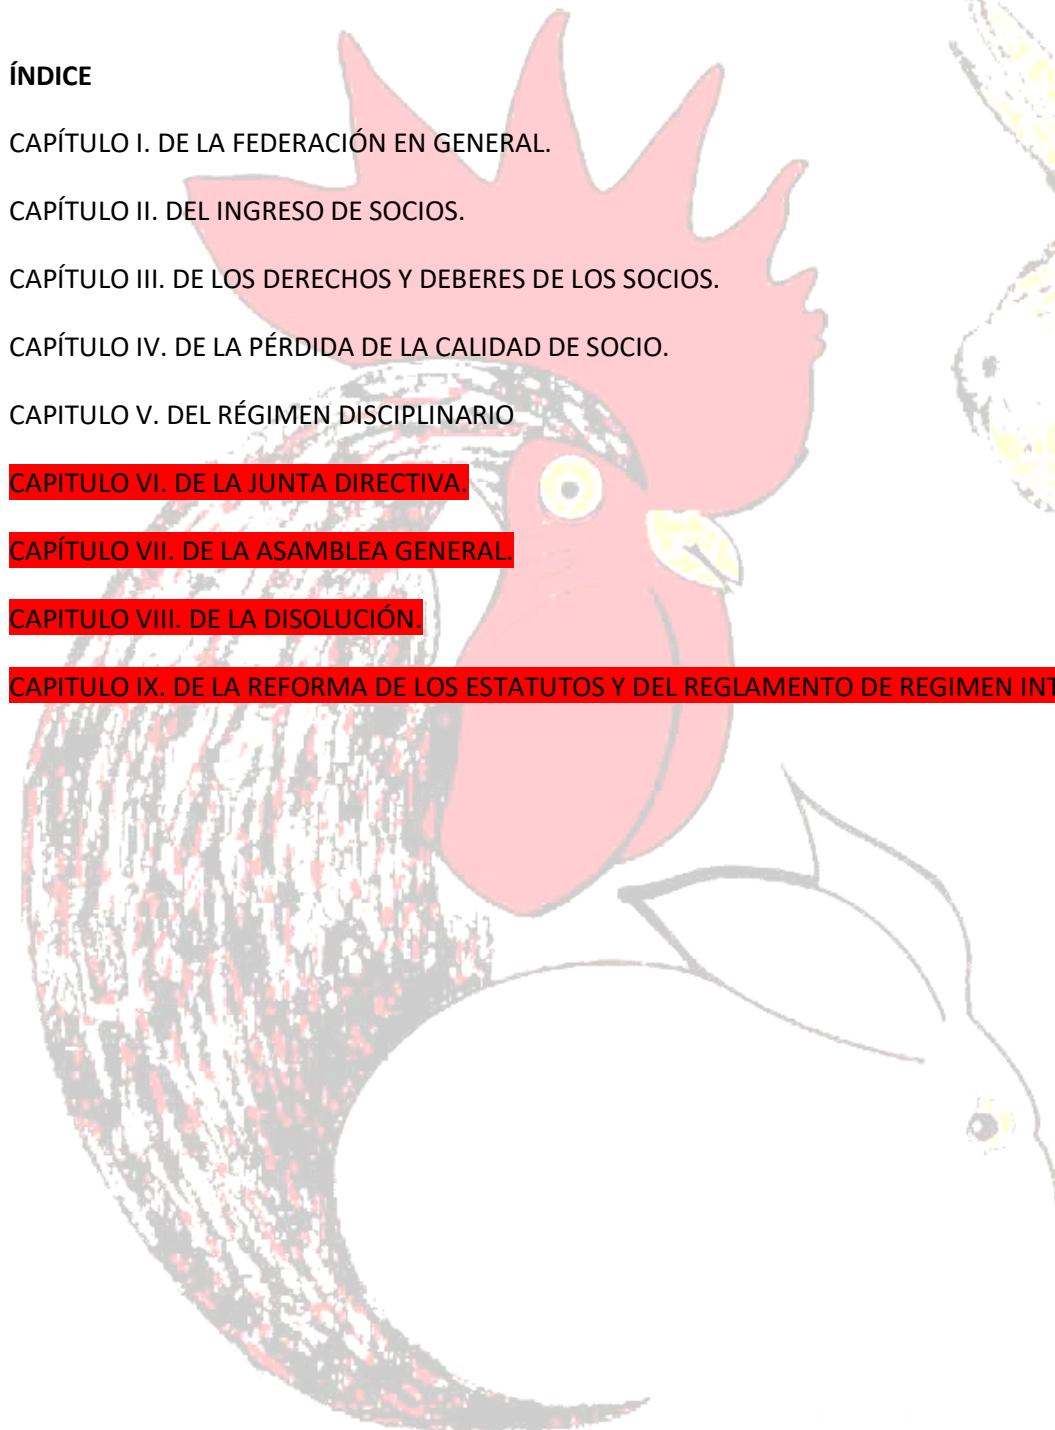 ÍNDICE
CAPÍTULO I. DE LA FEDERACIÓN EN GENERAL.
CAPÍTULO II. DEL INGRESO DE SOCIOS.
CAPÍTULO III. DE LOS DERECHOS Y DEBERES DE LOS SOCIOS.
CAPÍTULO IV. DE LA PÉRDIDA DE LA CALIDAD DE SOCIO.
CAPITULO V. DEL RÉGIMEN DISCIPLINARIO
CAPITULO VI. DE LA JUNTA DIRECTIVA.
CAPÍTULO VII. DE LA ASAMBLEA GENERAL.
CAPITULO VIII. DE LA DISOLUCIÓN.
CAPITULO IX. DE LA REFORMA DE LOS ESTATUTOS Y DEL REGLAMENTO DE REGIMEN